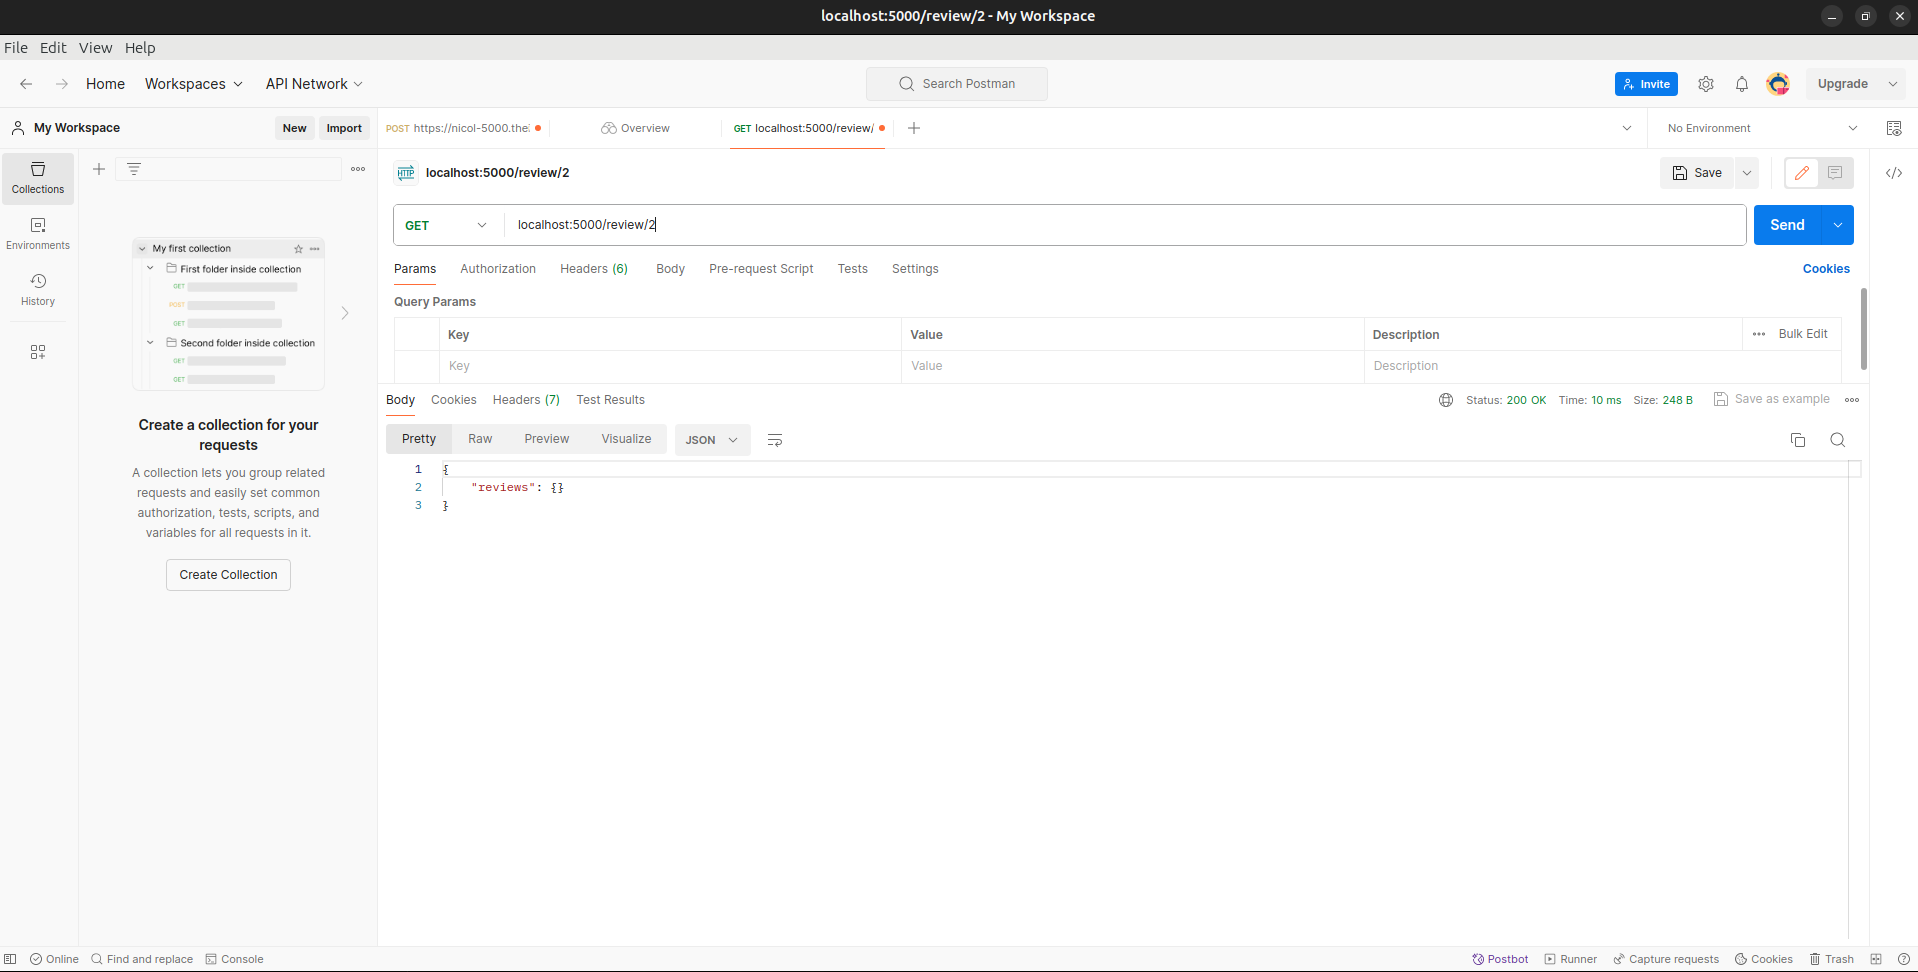 localhost:5000/review/2 - My Workspace
File Edit View Help
Home Workspaces API Network Search Postman Invite Upgrade
My Workspace New Import POST https://nicol-5000.the Overview GET localhost:5000/review/ No Environment
Collections
Environments
History
My first collection
First folder inside collection
GET
POST
GET
Second folder inside collection
GET
GET
Create a collection for your
requests
A collection lets you group related
requests and easily set common
authorization, tests, scripts, and
variables for all requests in it.
Create Collection
HTTP localhost:5000/review/2 Save
GET localhost:5000/review/2 Send
Params Authorization Headers (6) Body Pre-request Script Tests Settings Cookies
Query Params
Key Value Description Bulk Edit
Key Value Description
Body Cookies Headers (7) Test Results Status: 200 OK Time: 10 ms Size: 248 B Save as example
Pretty Raw Preview Visualize JSON
1 {
2 "reviews": {}
3 }
Online Find and replace Console Postbot Runner Capture requests Cookies Trash